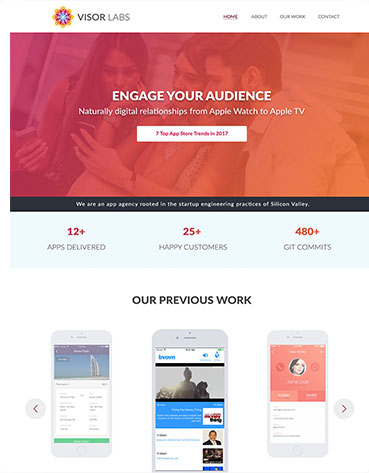 VISOR LABS
HOME ABOUT OUR WORK CONTACT
ENGAGE YOUR AUDIENCE
Naturally digital relationships from Apple Watch to Apple TV
7 Top App Store Trends in 2017
We are an app agency rooted in the startup engineering practices of Silicon Valley.
12+ 25+ 480+
APPS DELIVERED HAPPY CUSTOMERS GIT COMMITS
OUR PREVIOUS WORK
bvovn
Jane Doe